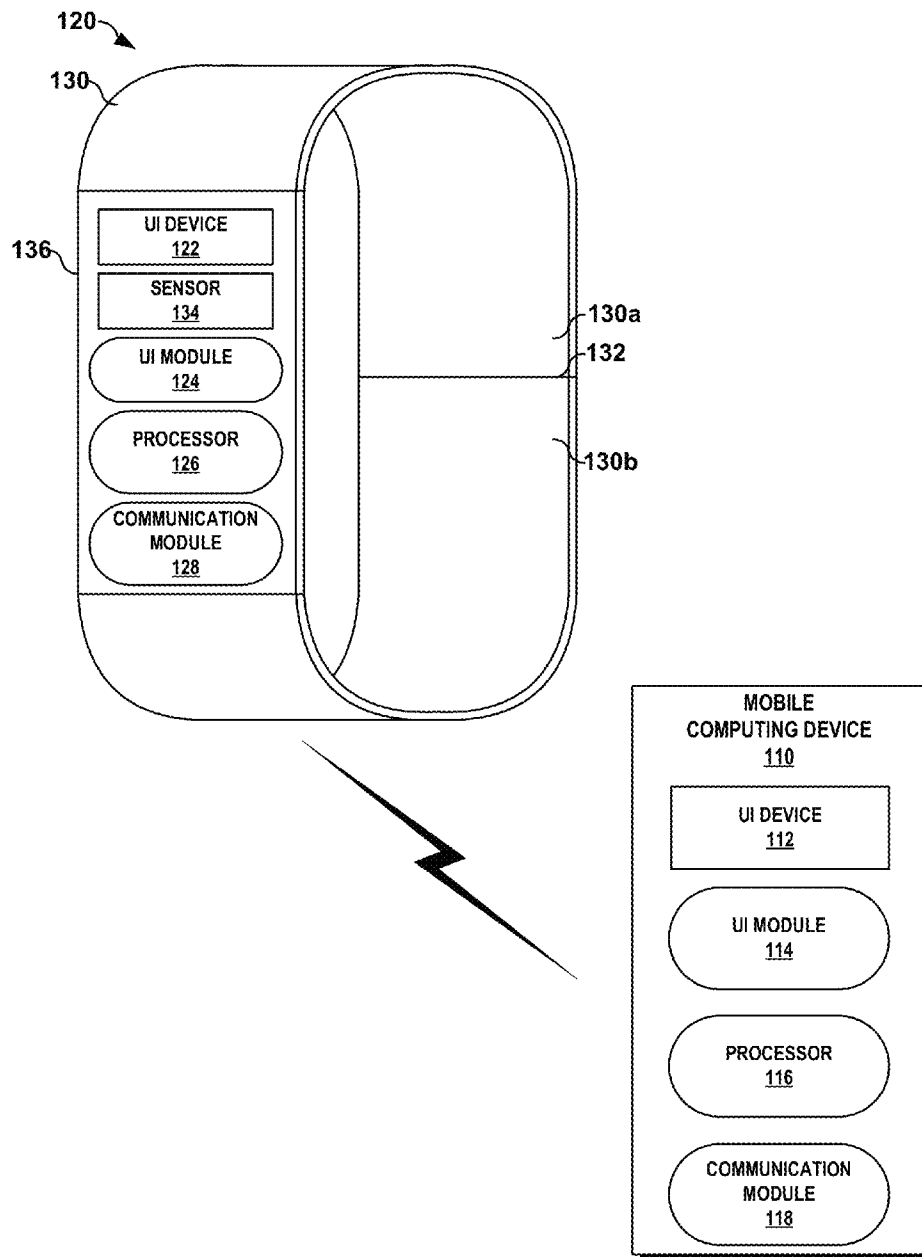 120
130
UI DEVICE
122
136
SENSOR
134
130a
132
UI MODULE
124
PROCESSOR
126
130b
COMMUNICATION
MODULE
128
MOBILE
COMPUTING DEVICE
110
UI DEVICE
112
UI MODULE
114
PROCESSOR
116
COMMUNICATION
MODULE
118